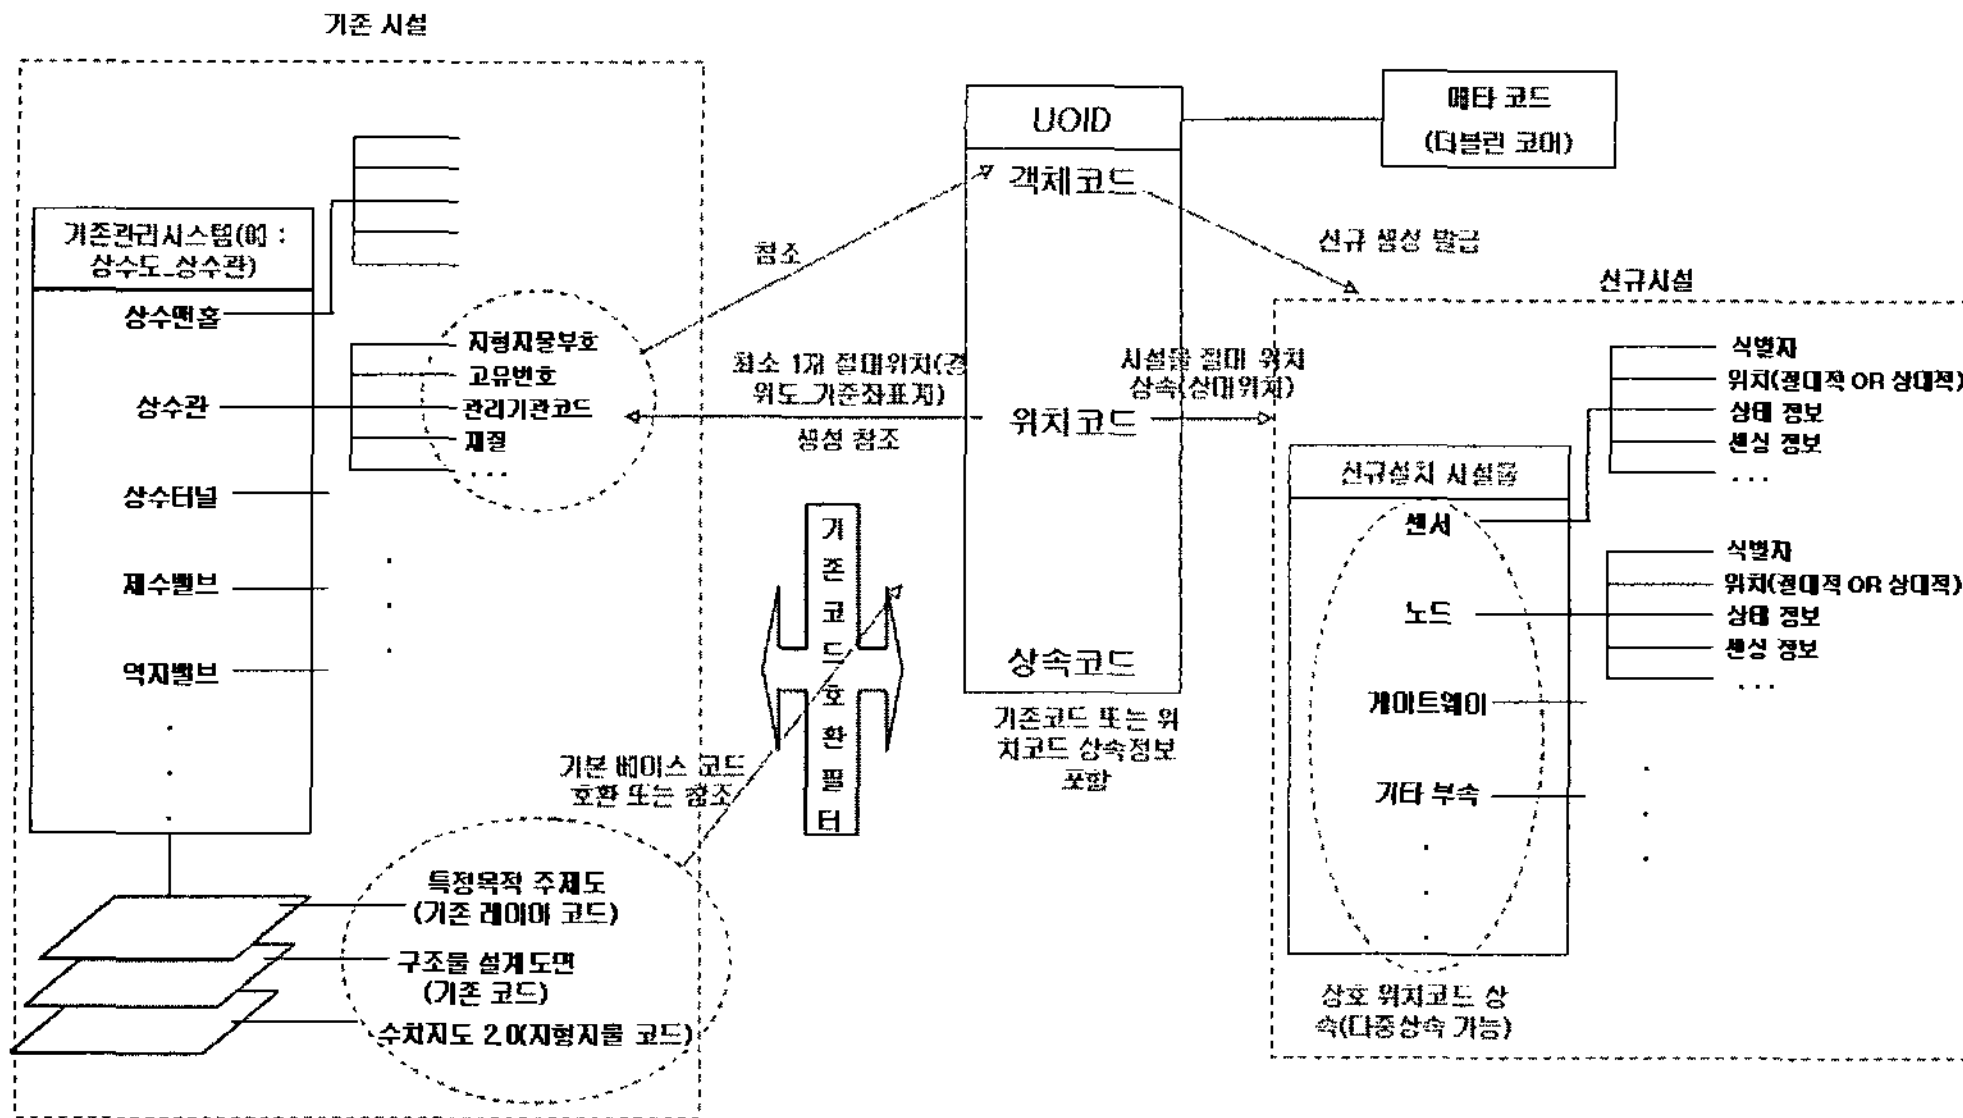 기존 시설
기존관리시스템(예 :
상수도_상수관)
상수맨홀
상수관
상수터널
제수밸브
역지밸브
지형지물부호
고유번호
관리기관코드
재질
...
특정목적 주제도
(기존 레이어 코드)
구조물 설계도면
(기존 코드)
수치지도 2.0(지형지물 코드)
참조
최소 1개 절대위치(경
위도_기준좌표지)
생성 참조
기본 베이스 코드
호환 또는 참조
기
존
코
드
호
환
필
터
UOID
객체코드
위치코드
상속코드
기존코드 또는 위
치코드 상속정보
포함
메타 코드
(더블린 코어)
신규 생성 발급
시설물 절대 위치
상속(상대위치)
신규시설
신규설치 시설물
센서
노드
게이트웨이
기타 부속
식별자
위치(절대적 OR 상대적)
상태 정보
센싱 정보
...
식별자
위치(절대적 OR 상대적)
상태 정보
센싱 정보
...
상호 위치코드 상
속(다중상속 가능)